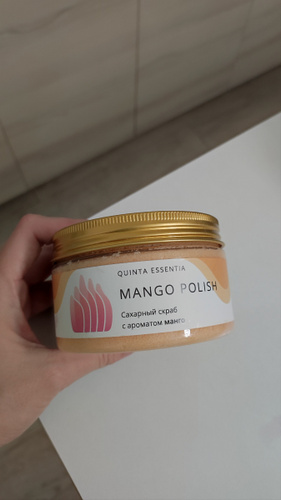 QUINTA ESSENTIA
MANGO POLISH
Сахарный скраб
с ароматом манго